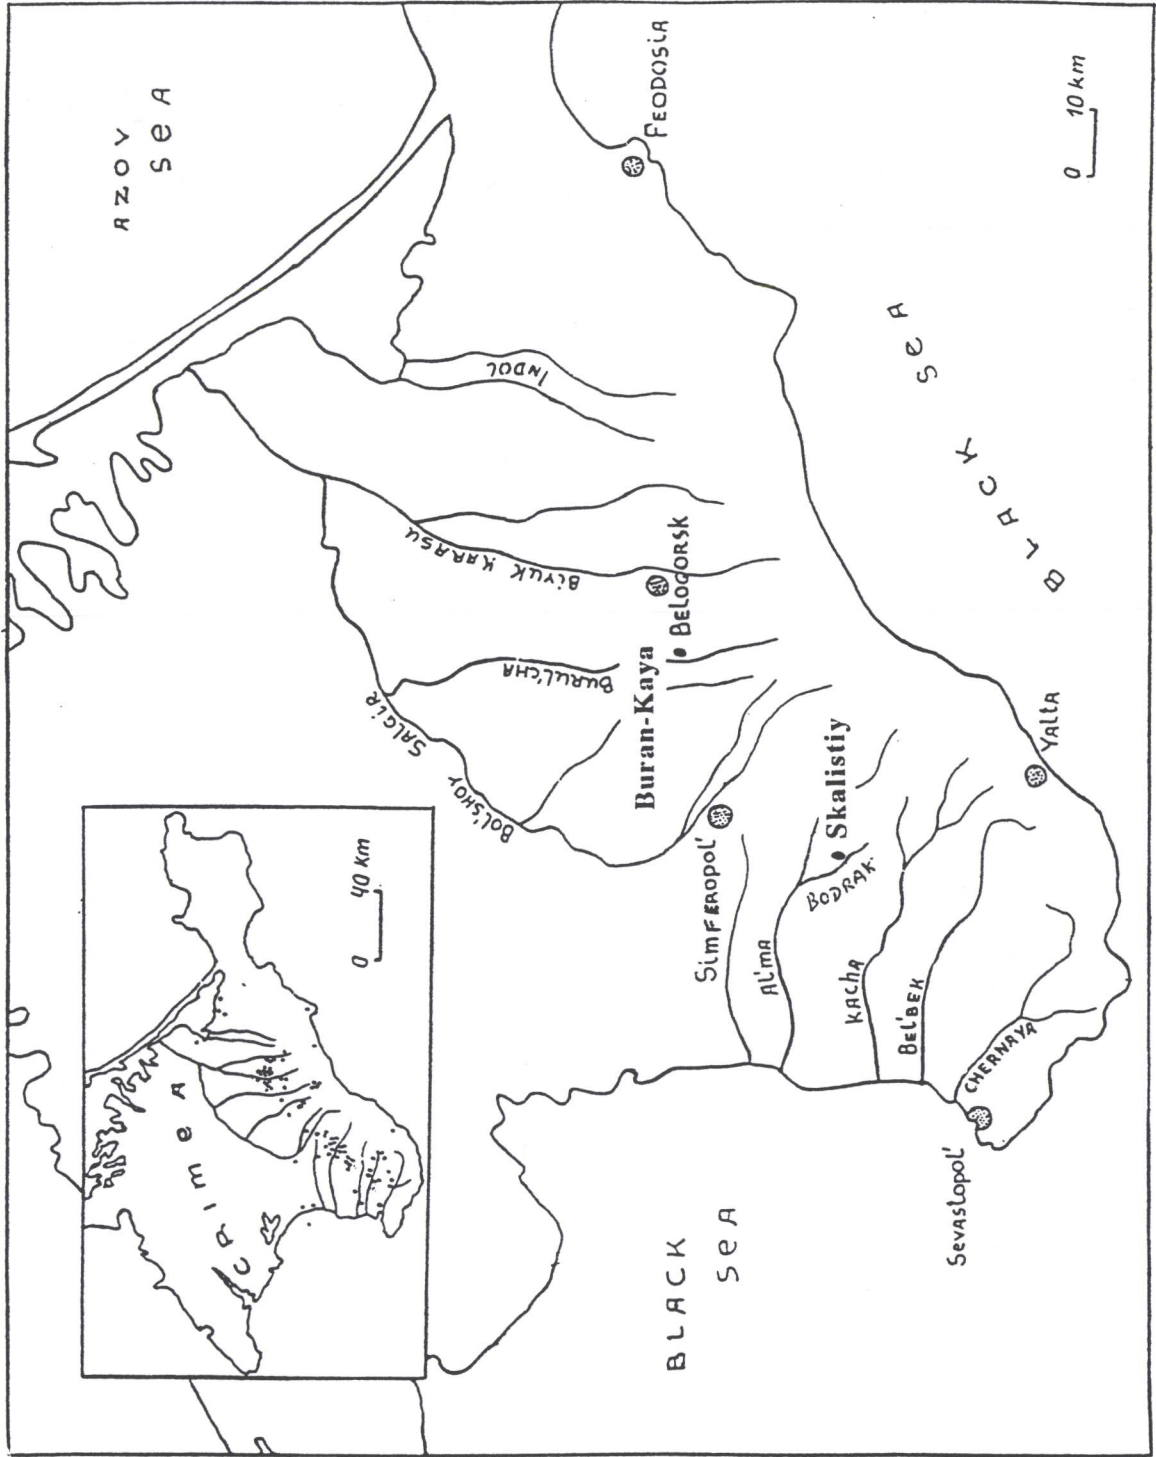 AZOV
SeA
CRImeA
0 40 km
SALGIR
BOL'SHOY
BURUL'CHA
BIYUK KARASU
INDOL
FEODOSIA
0 10 km
Buran-Kaya
BELOGORSK
SimFEROPOL'
Skalistiy
AL'MA
BODRAK
KAchA
BEL'BEK
CHERNAYA
YALtA
SevAStopol'
BLACK
SeA
BLACK SeA